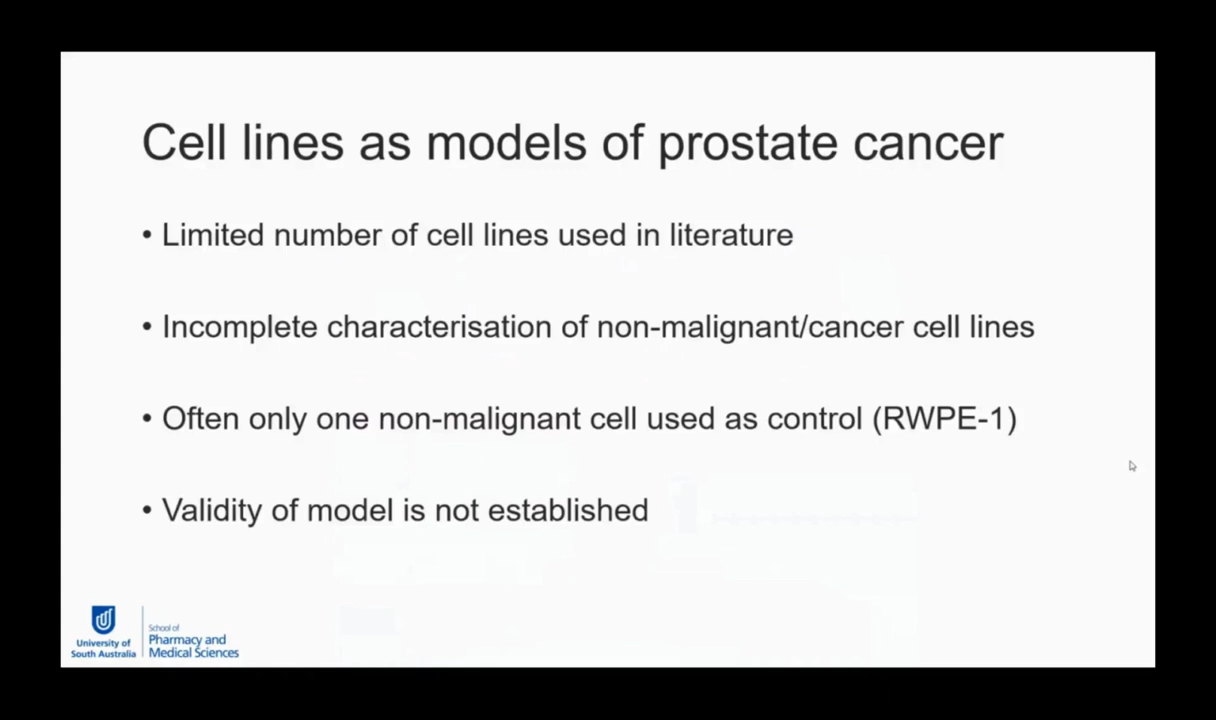 Cell lines as models of prostate cancer
• Limited number of cell lines used in literature
• Incomplete characterisation of non-malignant/cancer cell lines
• Often only one non-malignant cell used as control (RWPE-1)
• Validity of model is not established
University of
South Australia
School of
Pharmacy and
Medical Sciences